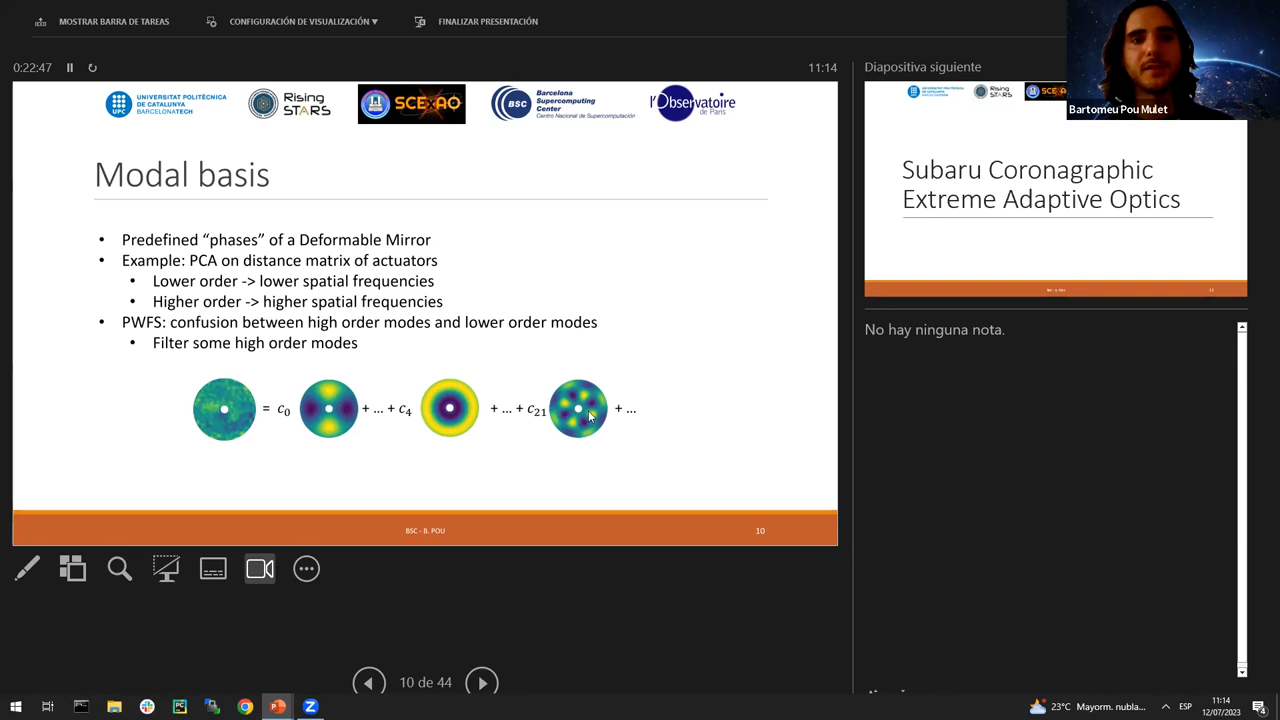 MOSTRAR BARRA DE TAREAS
CONFIGURACIÓN DE VISUALIZACIÓN ▼
FINALIZAR PRESENTACIÓN
0:22:47
11:14
Diapositiva siguiente
Bartomeu Pou Mulet
UPC
UNIVERSITAT POLITÈCNICA
DE CATALUNYA
BARCELONATECH
Rising
STARS
SCExAO
BSC
Barcelona
Supercomputing
Center
Centro Nacional de Supercomputación
l'Observatoire
de Paris
Modal basis
• Predefined “phases” of a Deformable Mirror
• Example: PCA on distance matrix of actuators
• Lower order -> lower spatial frequencies
• Higher order -> higher spatial frequencies
• PWFS: confusion between high order modes and lower order modes
• Filter some high order modes
= c₀ + ... + c₄ + ... + c₂₁ + ...
BSC - B. POU
10
Subaru Coronagraphic
Extreme Adaptive Optics
No hay ninguna nota.
10 de 44
23°C Mayorm. nubla...
ESP
11:14
12/07/2023